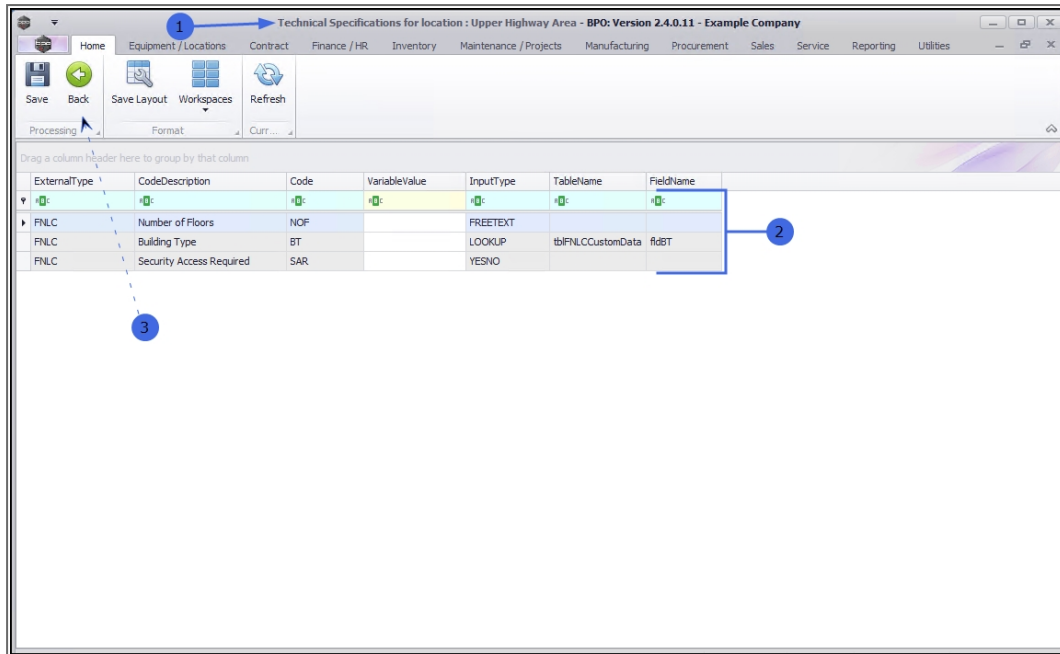 1
Technical Specifications for location : Upper Highway Area - BPO: Version 2.4.0.11 - Example Company
Home Equipment / Locations Contract Finance / HR Inventory Maintenance / Projects Manufacturing Procurement Sales Service Reporting Utilities
Save Back Save Layout Workspaces Refresh
Processing Format Curr...
Drag a column header here to group by that column
ExternalType CodeDescription Code VariableValue InputType TableName FieldName
FNLC Number of Floors NOF FREETEXT
2
FNLC Building Type BT LOOKUP tblFNLCCustomData fldBT
FNLC Security Access Required SAR YESNO
3